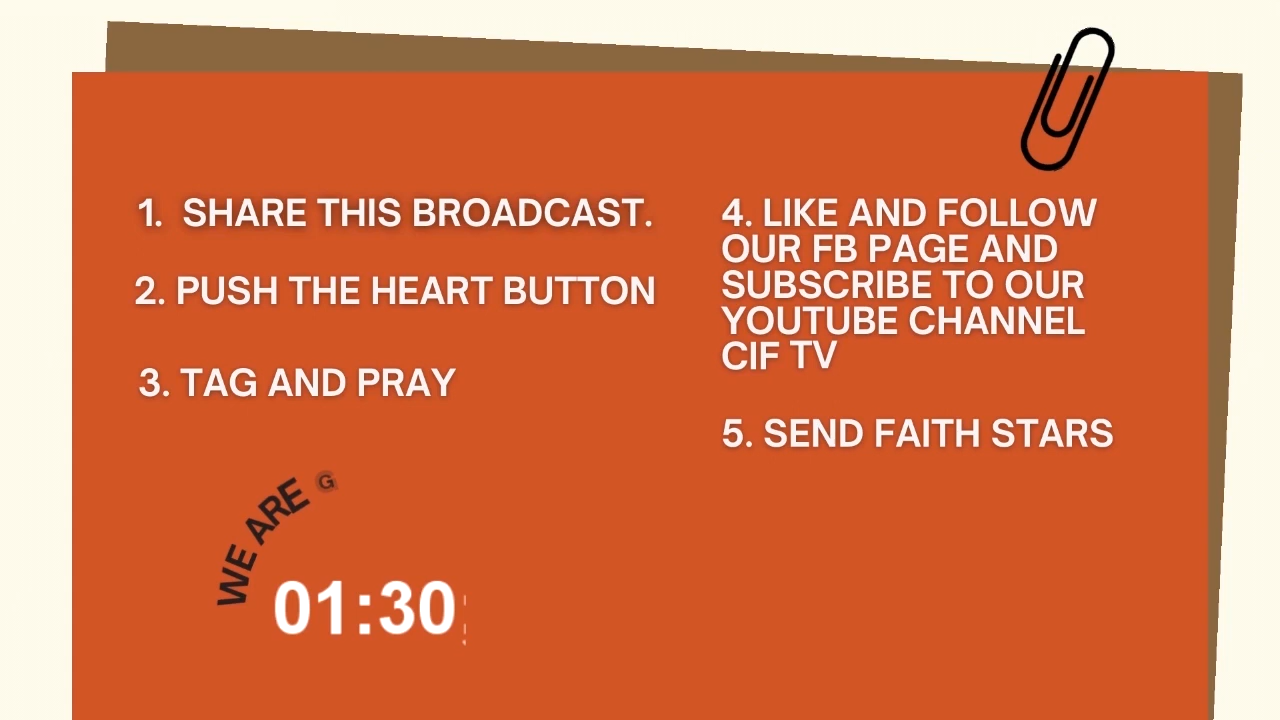 1. SHARE THIS BROADCAST.
2. PUSH THE HEART BUTTON
3. TAG AND PRAY
4. LIKE AND FOLLOW
OUR FB PAGE AND
SUBSCRIBE TO OUR
YOUTUBE CHANNEL
CIF TV
5. SEND FAITH STARS
WE ARE G
01:30